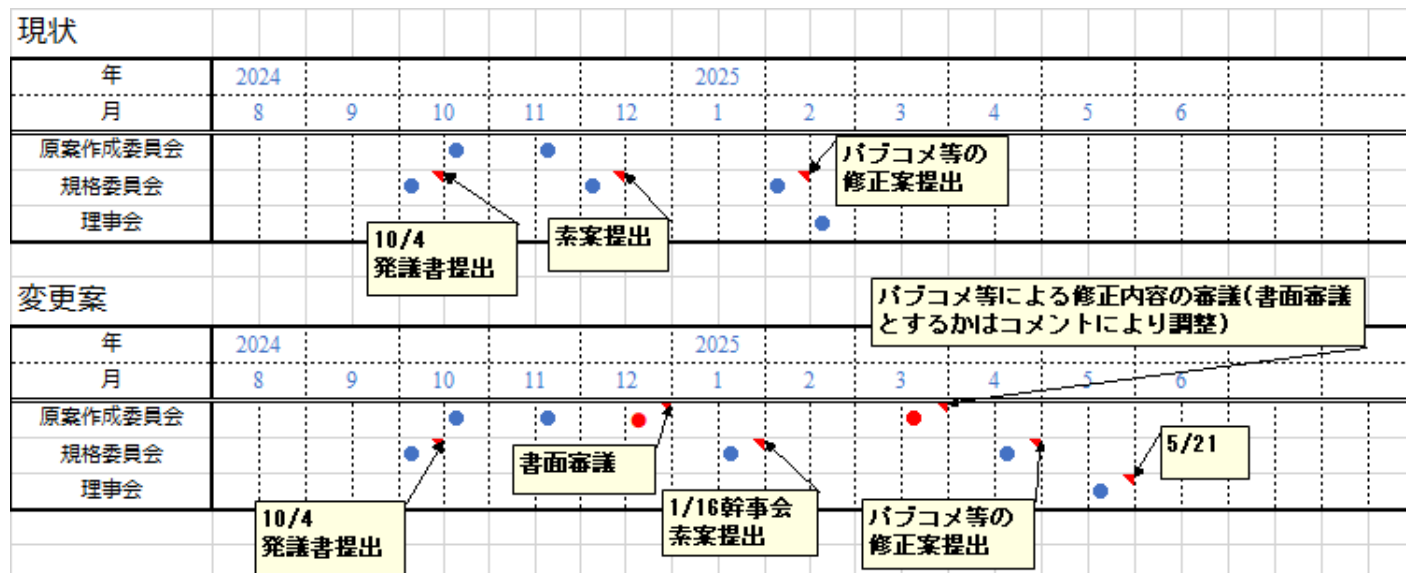 現状
年 2024 2025
月 8 9 10 11 12 1 2 3 4 5 6
原案作成委員会
規格委員会
理事会
パブコメ等の
修正案提出
10/4
発議書提出
素案提出
変更案
パブコメ等による修正内容の審議(書面審議
とするかはコメントにより調整)
年 2024 2025
月 8 9 10 11 12 1 2 3 4 5 6
原案作成委員会
規格委員会
理事会
書面審議
5/21
10/4
発議書提出
1/16幹事会
素案提出
パブコメ等の
修正案提出